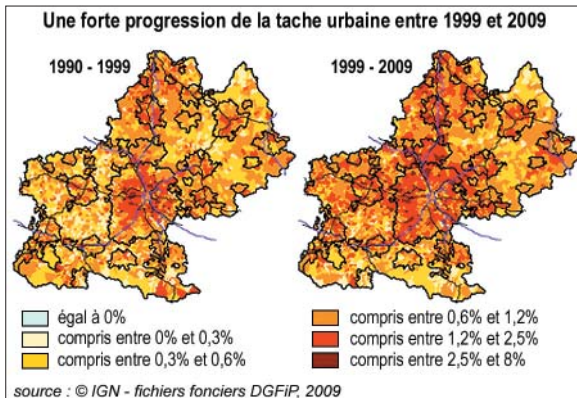 Une forte progression de la tache urbaine entre 1999 et 2009
1990 - 1999
1999 - 2009
égal à 0%
compris entre 0% et 0,3%
compris entre 0,3% et 0,6%
compris entre 0,6% et 1,2%
compris entre 1,2% et 2,5%
compris entre 2,5% et 8%
source : © IGN - fichiers fonciers DGFiP, 2009